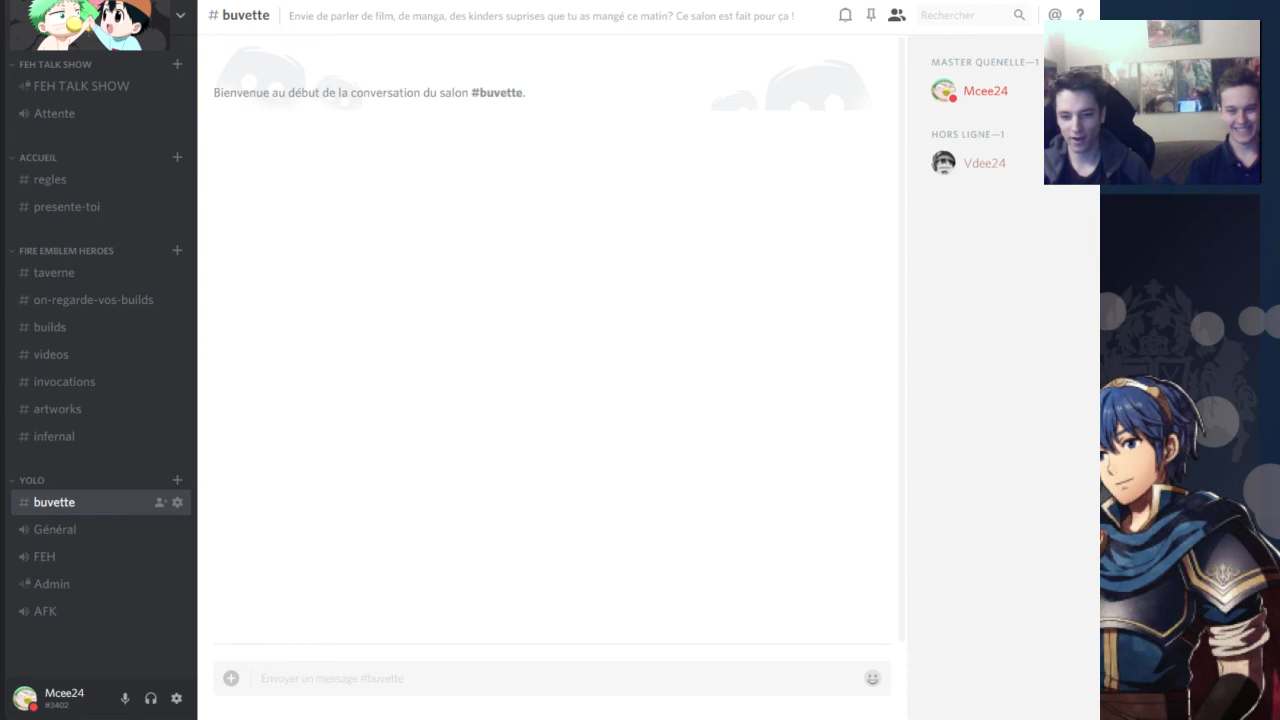 FEH TALK SHOW
FEH TALK SHOW
Attente
ACCUEIL
# regles
# presente-toi
FIRE EMBLEM HEROES
# taverne
# on-regarde-vos-builds
# builds
# videos
# invocations
# artworks
# infernal
YOLO
# buvette
Général
FEH
Admin
AFK
Mcee24
#3402
# buvette
Envie de parler de film, de manga, des kinders suprises que tu as mangé ce matin? Ce salon est fait pour ça !
Rechercher
@ ?
Bienvenue au début de la conversation du salon #buvette.
Envoyer un message #buvette
MASTER QUENELLE—1
Mcee24
HORS LIGNE—1
Vdee24